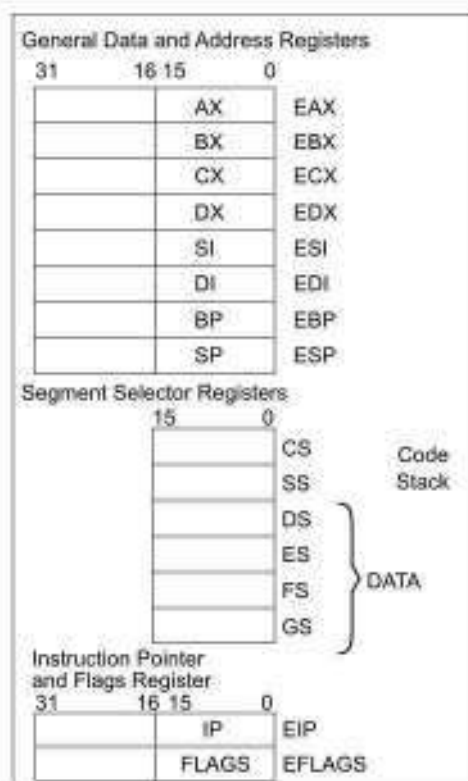 General Data and Address Registers
31 16 15 0
AX EAX
BX EBX
CX ECX
DX EDX
SI ESI
DI EDI
BP EBP
SP ESP
Segment Selector Registers
15 0
CS Code
SS Stack
DS
ES
FS
GS
DATA
Instruction Pointer
and Flags Register
31 16 15 0
IP EIP
FLAGS EFLAGS